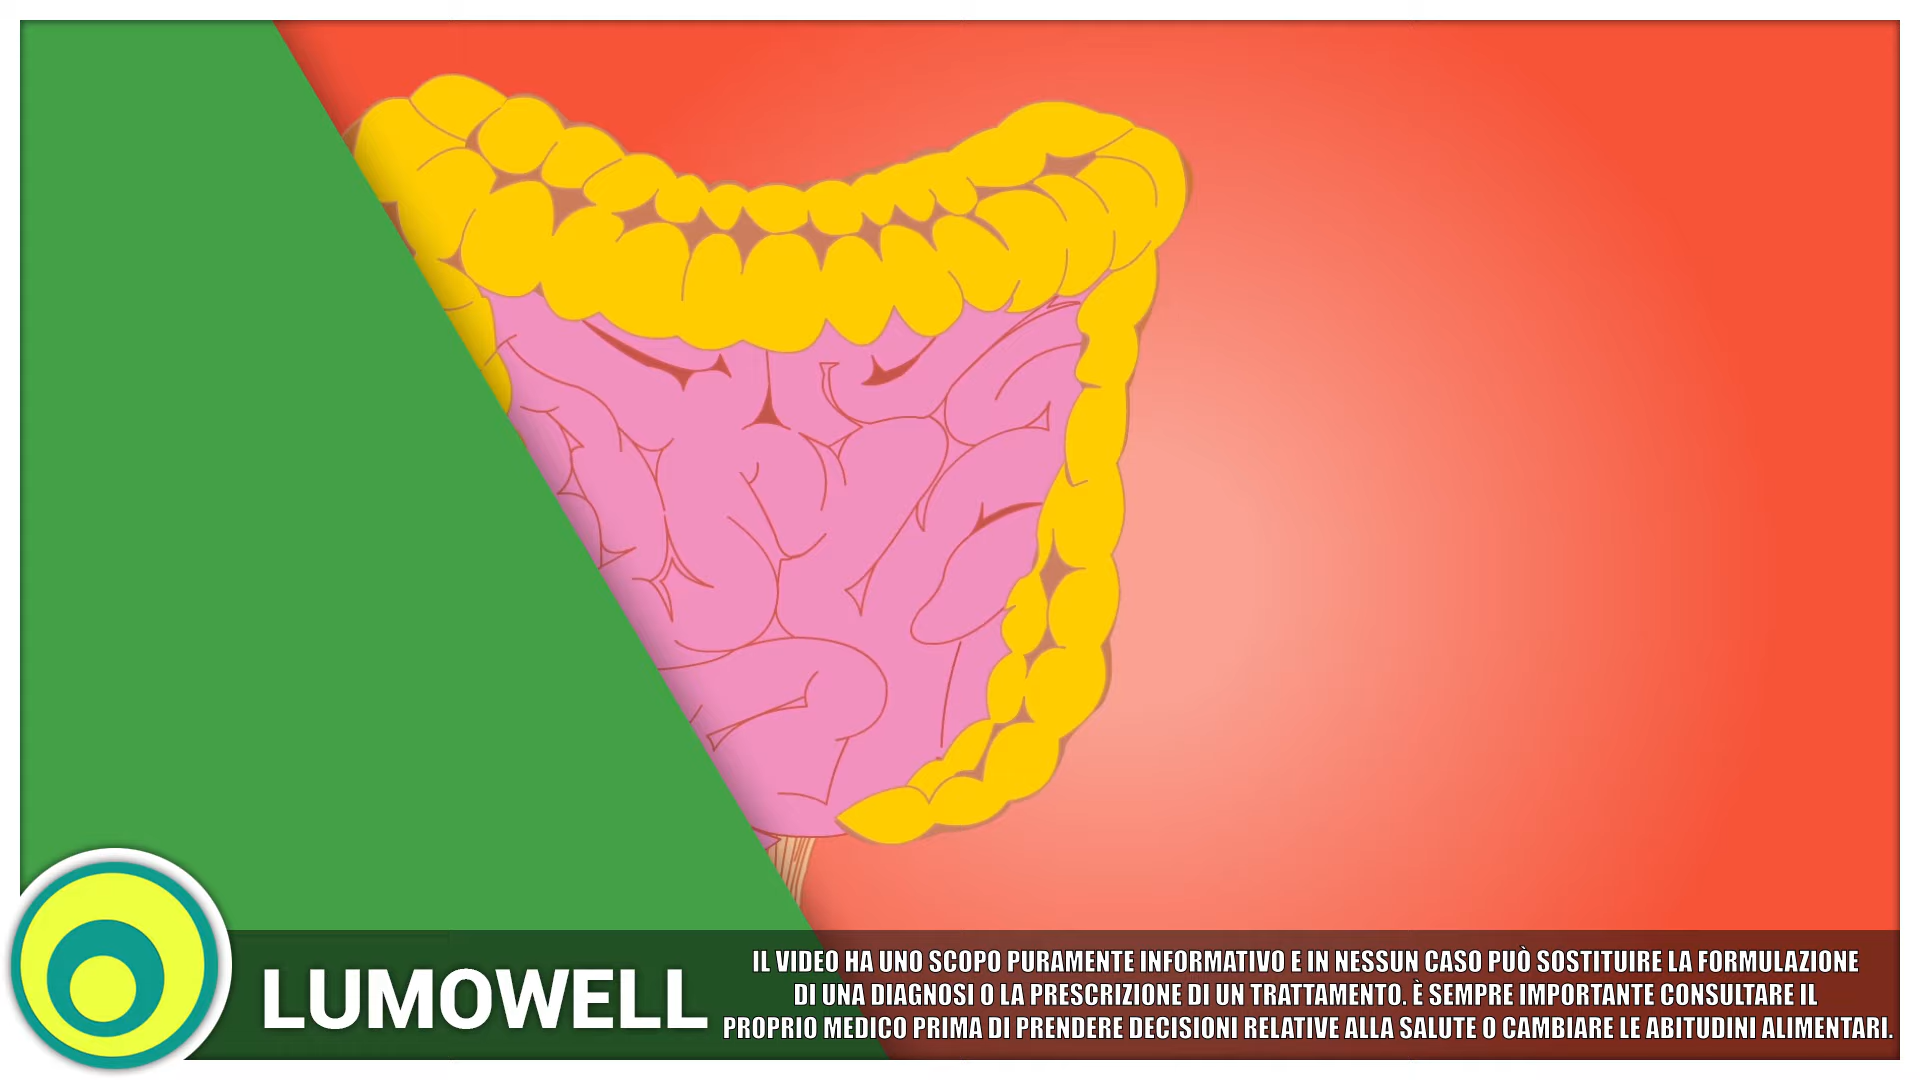 LUMOWELL
IL VIDEO HA UNO SCOPO PURAMENTE INFORMATIVO E IN NESSUN CASO PUÒ SOSTITUIRE LA FORMULAZIONE
DI UNA DIAGNOSI O LA PRESCRIZIONE DI UN TRATTAMENTO. È SEMPRE IMPORTANTE CONSULTARE IL
PROPRIO MEDICO PRIMA DI PRENDERE DECISIONI RELATIVE ALLA SALUTE O CAMBIARE LE ABITUDINI ALIMENTARI.